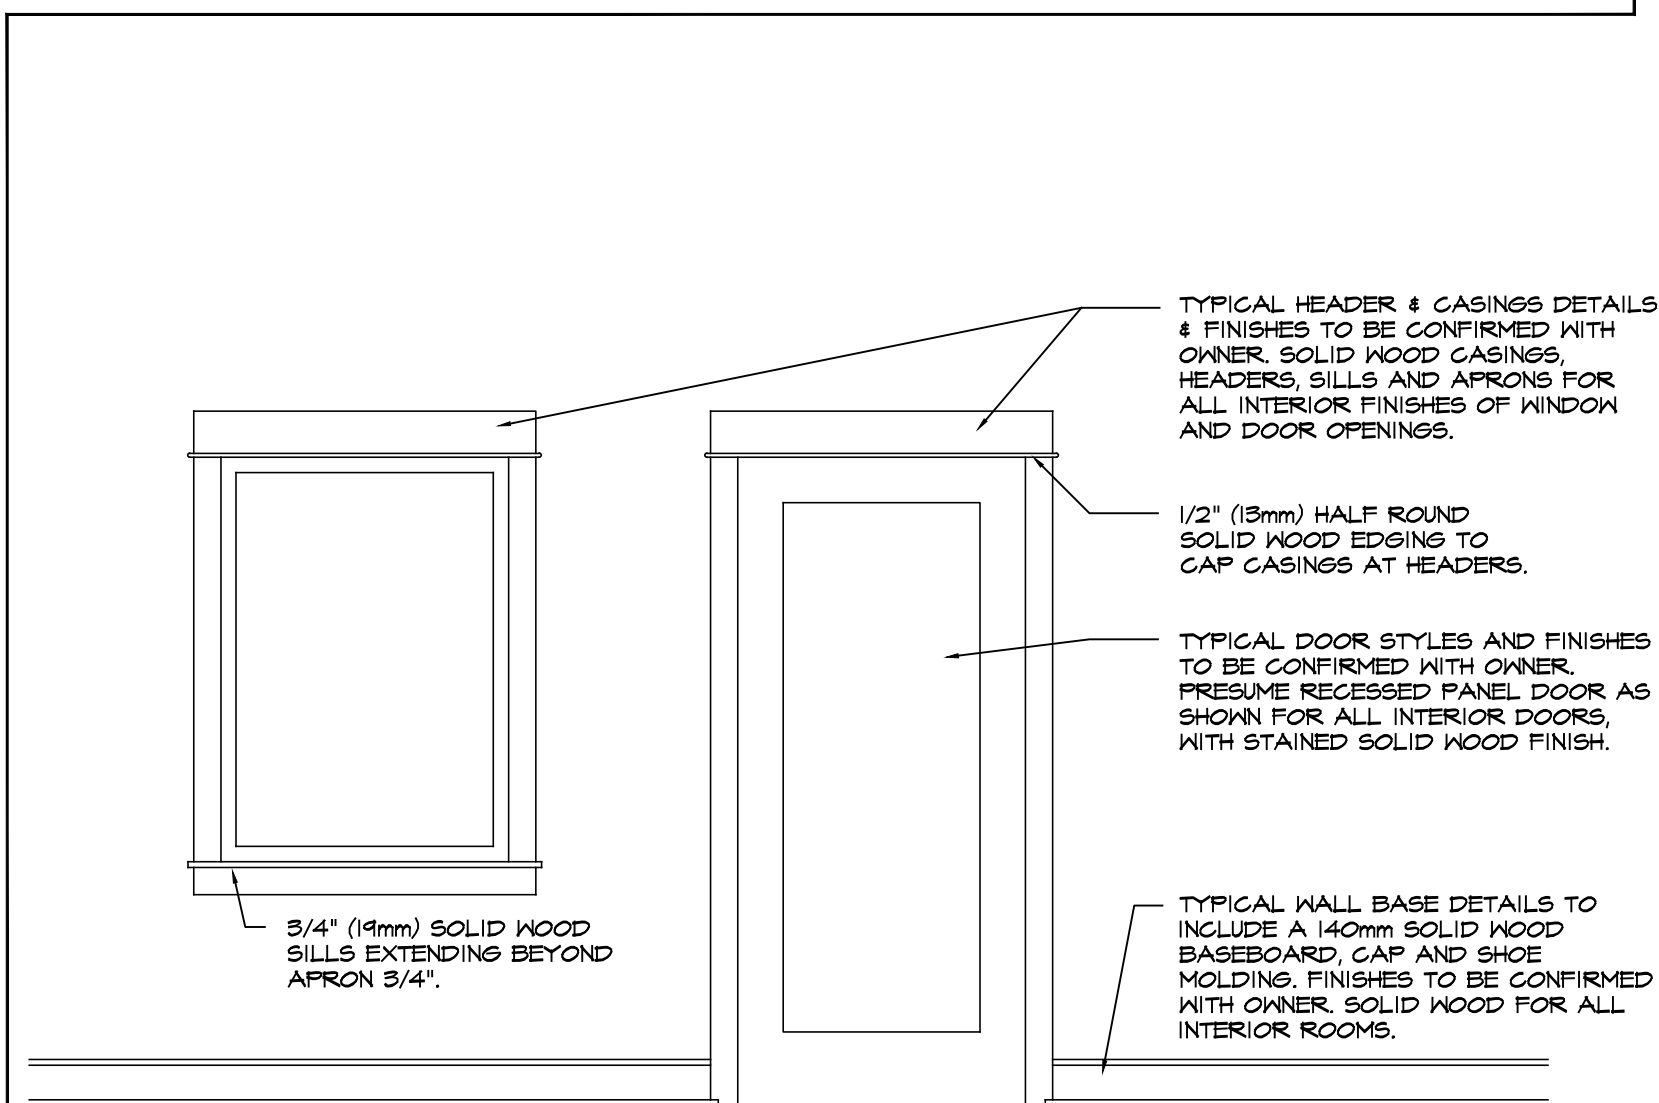 TYPICAL HEADER & CASINGS DETAILS
& FINISHES TO BE CONFIRMED WITH
OWNER. SOLID WOOD CASINGS,
HEADERS, SILLS AND APRONS FOR
ALL INTERIOR FINISHES OF WINDOW
AND DOOR OPENINGS.
1/2" (13mm) HALF ROUND
SOLID WOOD EDGING TO
CAP CASINGS AT HEADERS.
TYPICAL DOOR STYLES AND FINISHES
TO BE CONFIRMED WITH OWNER.
PRESUME RECESSED PANEL DOOR AS
SHOWN FOR ALL INTERIOR DOORS,
WITH STAINED SOLID WOOD FINISH.
3/4" (19mm) SOLID WOOD
SILLS EXTENDING BEYOND
APRON 3/4".
TYPICAL WALL BASE DETAILS TO
INCLUDE A 140mm SOLID WOOD
BASEBOARD, CAP AND SHOE
MOLDING. FINISHES TO BE CONFIRMED
WITH OWNER. SOLID WOOD FOR ALL
INTERIOR ROOMS.